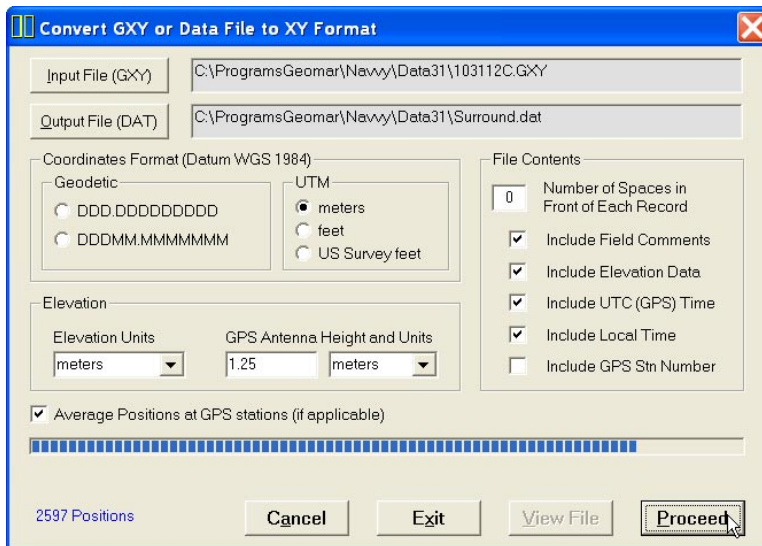 Convert GXY or Data File to XY Format
Input File (GXY)
C:\ProgramsGeomar\Navvy\Data31\103112C.GXY
Output File (DAT)
C:\ProgramsGeomar\Navvy\Data31\Surround.dat
Coordinates Format (Datum WGS 1984)
Geodetic
DDD.DDDDDDDDD
DDDMM.MMMMMMM
UTM
meters
feet
US Survey feet
File Contents
0
Number of Spaces in
Front of Each Record
Include Field Comments
Include Elevation Data
Include UTC (GPS) Time
Include Local Time
Include GPS Stn Number
Elevation
Elevation Units
meters
GPS Antenna Height and Units
1.25
meters
Average Positions at GPS stations (if applicable)
2597 Positions
Cancel
Exit
View File
Proceed